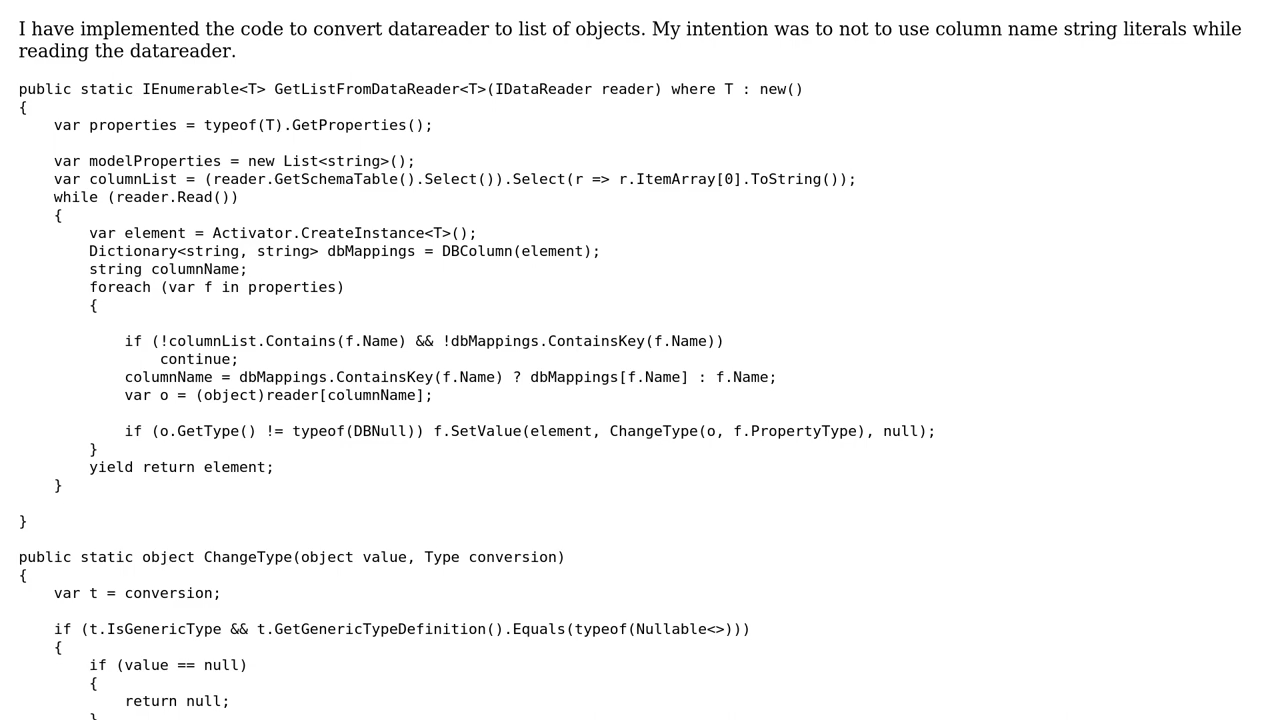 I have implemented the code to convert datareader to list of objects. My intention was to not to use column name string literals while
reading the datareader.
public static IEnumerable<T> GetListFromDataReader<T>(IDataReader reader) where T : new()
{
    var properties = typeof(T).GetProperties();
    var modelProperties = new List<string>();
    var columnList = (reader.GetSchemaTable().Select()).Select(r => r.ItemArray[0].ToString());
    while (reader.Read())
    {
        var element = Activator.CreateInstance<T>();
        Dictionary<string, string> dbMappings = DBColumn(element);
        string columnName;
        foreach (var f in properties)
        {
            if (!columnList.Contains(f.Name) && !dbMappings.ContainsKey(f.Name))
                continue;
            columnName = dbMappings.ContainsKey(f.Name) ? dbMappings[f.Name] : f.Name;
            var o = (object)reader[columnName];
            if (o.GetType() != typeof(DBNull)) f.SetValue(element, ChangeType(o, f.PropertyType), null);
        }
        yield return element;
    }
}
public static object ChangeType(object value, Type conversion)
{
    var t = conversion;
    if (t.IsGenericType && t.GetGenericTypeDefinition().Equals(typeof(Nullable<>)))
    {
        if (value == null)
        {
            return null;
        }